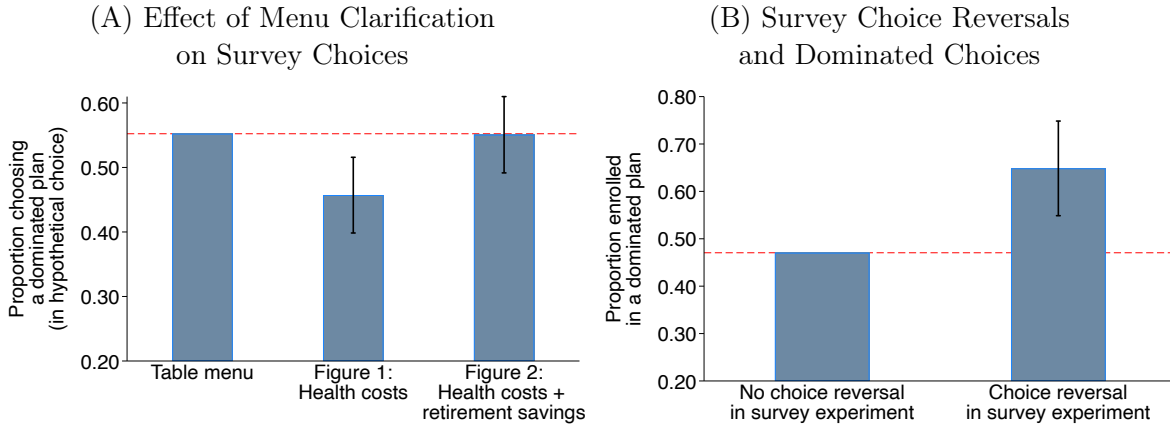 (A) Effect of Menu Clarification
on Survey Choices
Proportion choosing
a dominated plan
(in hypothetical choice)
0.60
0.50
0.40
0.30
0.20
Table menu
Figure 1:
Health costs
Figure 2:
Health costs +
retirement savings
(B) Survey Choice Reversals
and Dominated Choices
Proportion enrolled
in a dominated plan
0.80
0.70
0.60
0.50
0.40
0.30
0.20
No choice reversal
in survey experiment
Choice reversal
in survey experiment